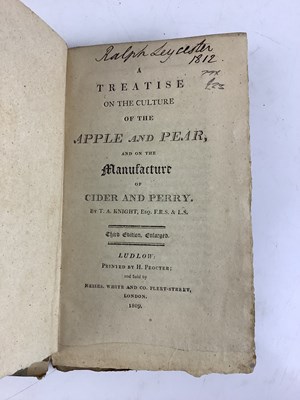 Ralph Leycester
1812.
A
TREATISE
ON THE CULTURE
OF THE
APPLE AND PEAR,
AND ON THE
Manufacture
OF
CIDER AND PERRY.
BY T. A. KNIGHT, Esq. F.R.S. & L.S.
Third Edition, Enlarged.
LUDLOW:
PRINTED BY H. PROCTER;
and sold by
WHITE AND CO. FLEET-STREET,
LONDON.